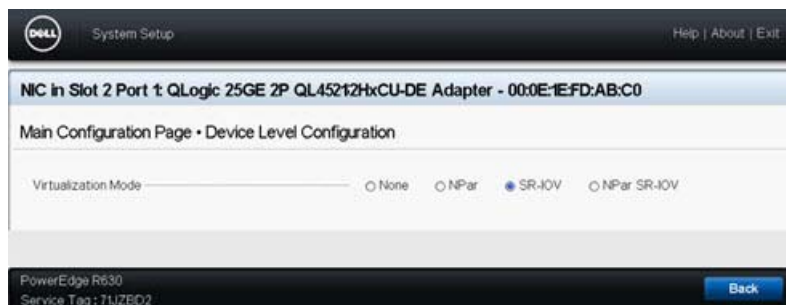 DELL
System Setup
Help | About | Exit
NIC in Slot 2 Port 1: QLogic 25GE 2P QL45212HxCU-DE Adapter - 00:0E:1E:FD:AB:C0
Main Configuration Page • Device Level Configuration
Virtualization Mode None NPar SR-IOV NPar SR-IOV
PowerEdge R630
Service Tag : 71JZBD2
Back